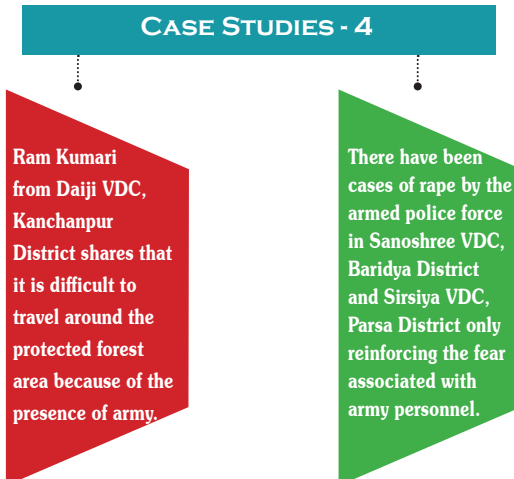 CASE STUDIES - 4
Ram Kumari
from Daiji VDC,
Kanchanpur
District shares that
it is difficult to
travel around the
protected forest
area because of the
presence of army.
There have been
cases of rape by the
armed police force
in Sanoshree VDC,
Baridya District
and Sirsiya VDC,
Parsa District only
reinforcing the fear
associated with
army personnel.